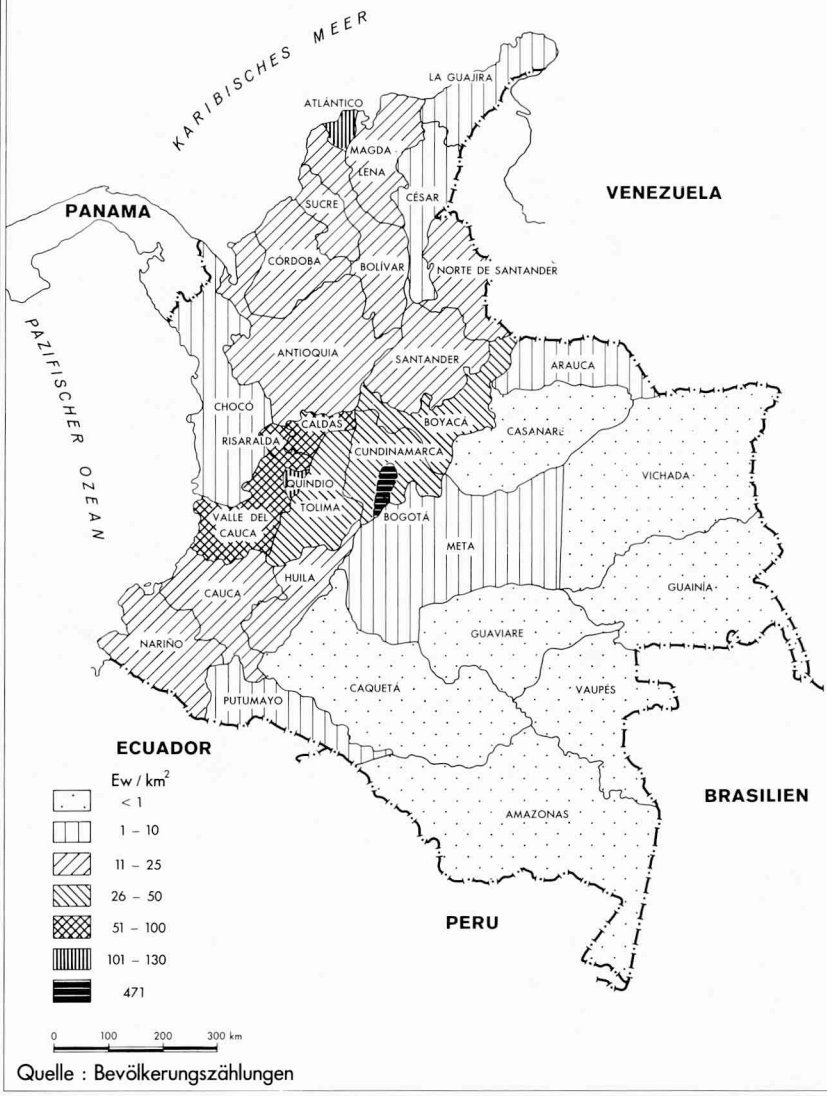 KARIBISCHES MEER
LA GUAJIRA
ATLÁNTICO
MAGDA
LENA
CÉSAR
VENEZUELA
PANAMA
SUCRE
CÓRDOBA
BOLÍVAR
NORTE DE SANTANDER
PAZIFISCHER OZEAN
ANTIOQUIA
SANTANDER
ARAUCA
CHOCÓ
CALDAS
BOYACÁ
RISARALDA
CASANARE
CUNDINAMARCA
VICHADA
QUINDIO
TOLIMA
BOGOTÁ
VALLE DEL
CAUCA
META
HUILA
CAUCA
GUAINÍA
GUAVIARE
NARIÑO
CAQUETÁ
VAUPÉS
PUTUMAYO
ECUADOR
BRASILIEN
AMAZONAS
PERU
Ew / km²
< 1
1 – 10
11 – 25
26 – 50
51 – 100
101 – 130
471
0 100 200 300 km
Quelle : Bevölkerungszählungen